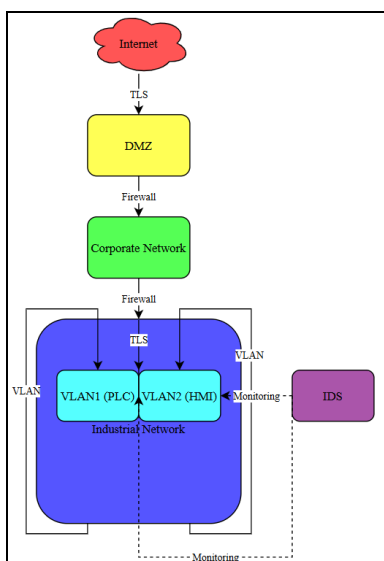 Internet
TLS
DMZ
Firewall
Corporate Network
Firewall
TLS
VLAN
VLAN
VLAN1 (PLC)
VLAN2 (HMI)
Monitoring
IDS
Industrial Network
Monitoring